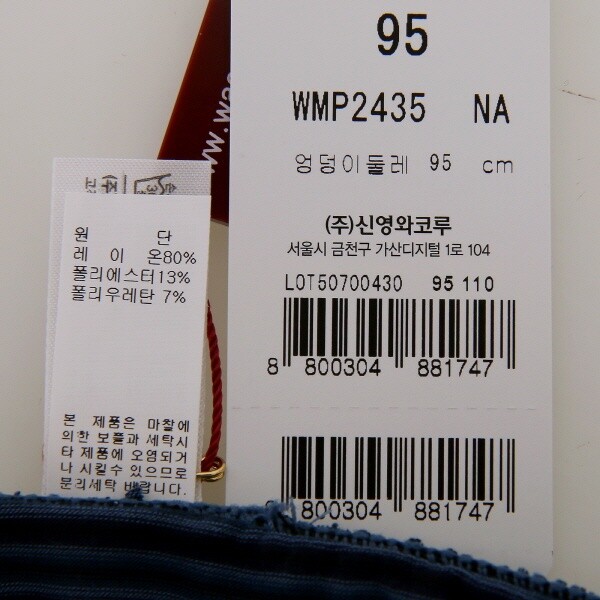 95
WMP2435 NA
엉덩이둘레 95 cm
(주)신영와코루
서울시 금천구 가산디지털 1로 104
LOT50700430 95 110
8 800304 881747
8 800304 881747
www.wac
원 단
레 이 온80%
폴리에스터13%
폴리우레탄 7%
본 제품은 마찰에
의한 보풀과 세탁시
타 제품에 오염되거
나 시킬수 있으므로
분리세탁 바랍니다.